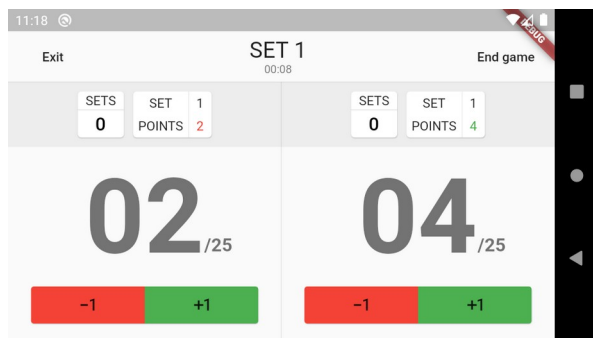 11:18
DEBUG
Exit
SET 1
End game
00:08
SETS
0
SET 1
POINTS 2
SETS
0
SET 1
POINTS 4
02/25
04/25
−1
+1
−1
+1